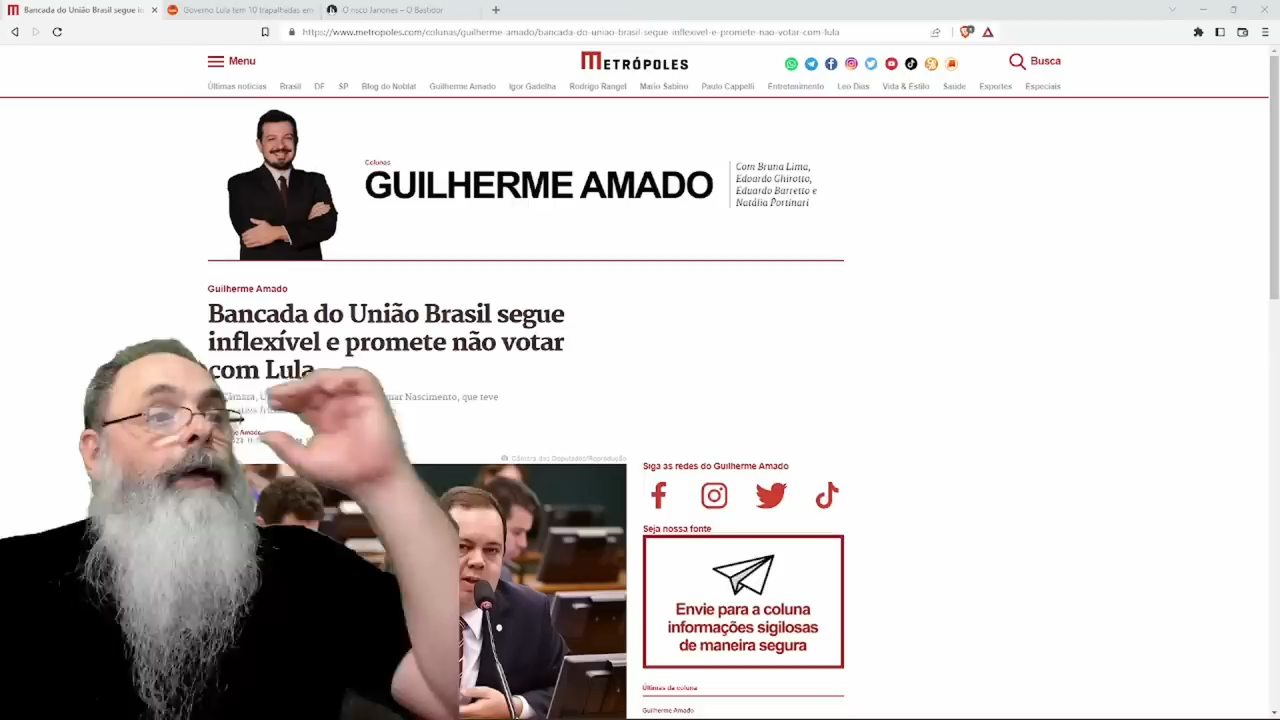 Bancada do União Brasil segue i
Governo Lula tem 10 trapalhadas em
O rico Janones – O Bastidor
https://www.metropoles.com/colunas/guilherme-amado/bancada-do-uniao-brasil-segue-inflexivel-e-promete-nao-votar-com-lula
Menu
METRÓPOLES
Busca
Últimas notícias Brasil DF SP Blog do Noblat Guilherme Amado Igor Gadelha Rodrigo Rangel Mario Sabino Paulo Cappelli Entretenimento Leo Dias Vida & Estilo Saúde Esportes Especiais
Colunas
GUILHERME AMADO
Com Bruna Lima,
Edoardo Ghirotto,
Eduardo Barretto e
Natália Portinari
Guilherme Amado
Bancada do União Brasil segue
inflexível e promete não votar
com Lula
Câmara, mar Nascimento, que teve
Amado
Câmara dos Deputados/Reprodução
Siga as redes do Guilherme Amado
Seja nossa fonte
Envie para a coluna
informações sigilosas
de maneira segura
Últimas da coluna
Guilherme Amado